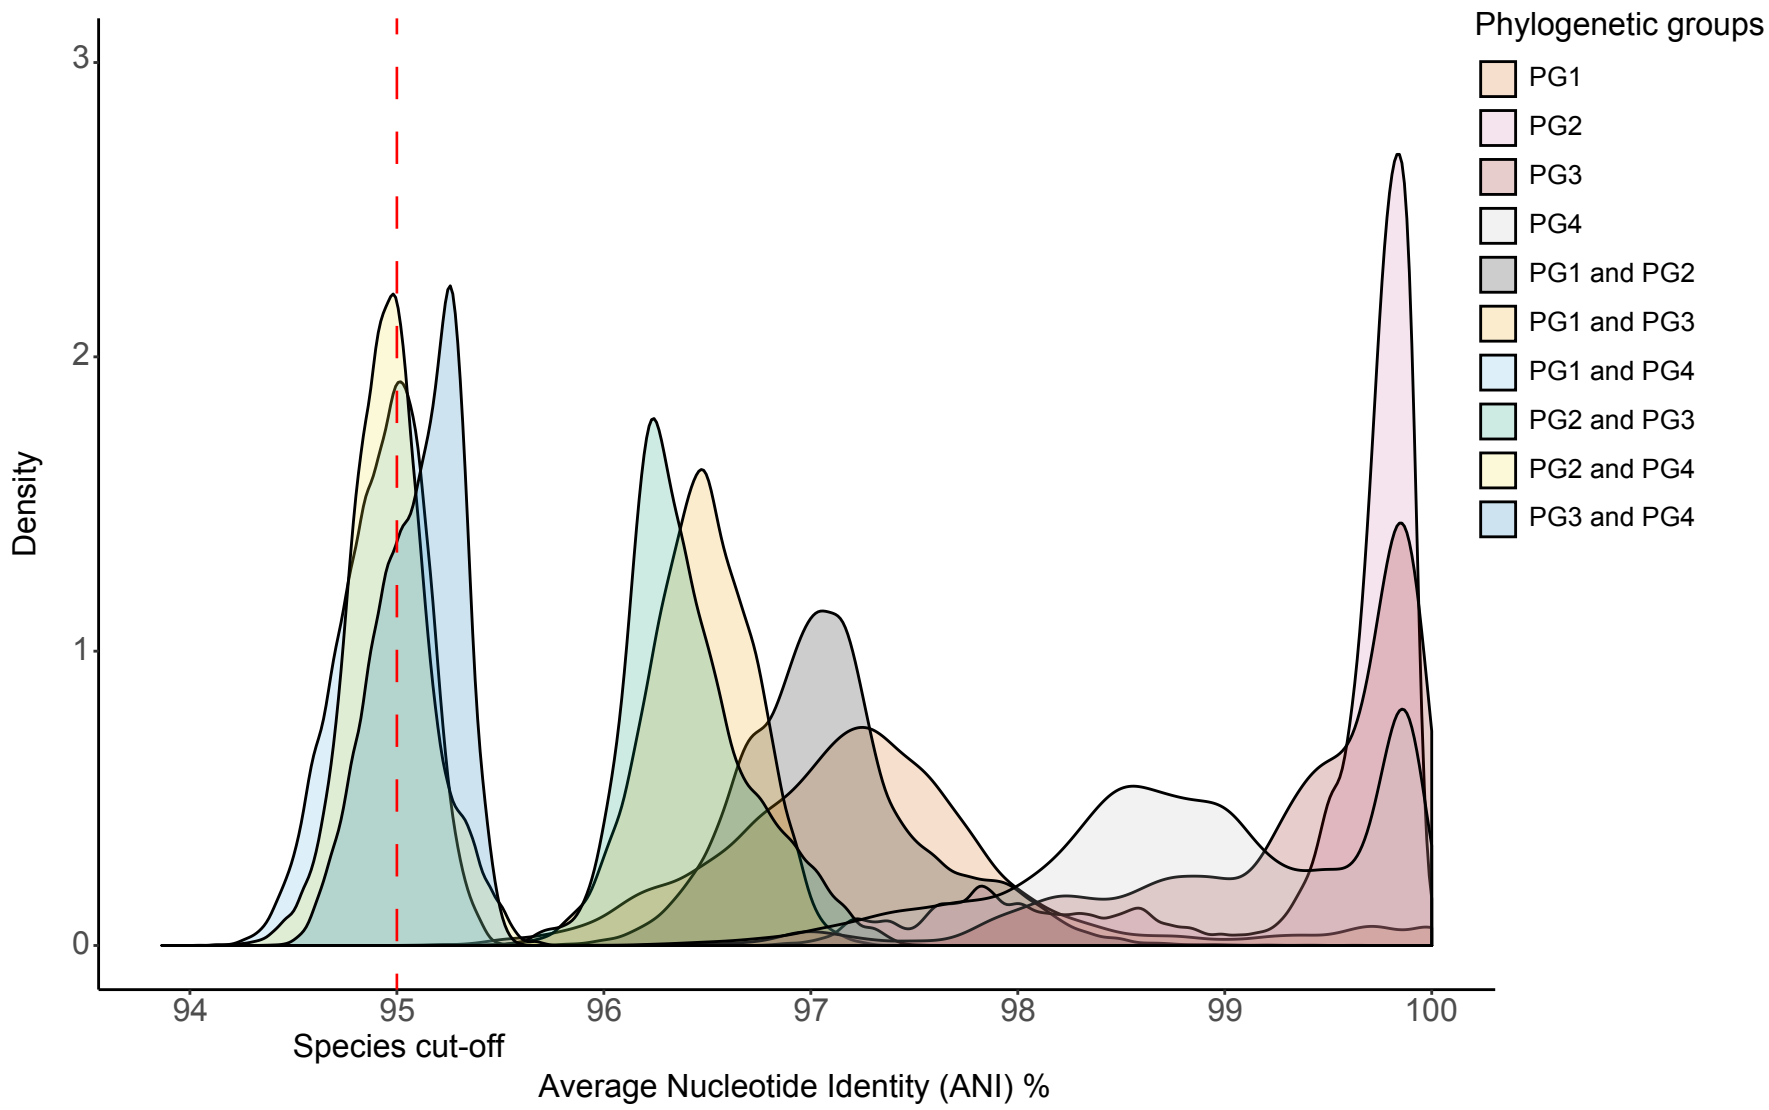 Phylogenetic groups
PG1
PG2
PG3
PG4
PG1 and PG2
PG1 and PG3
PG1 and PG4
PG2 and PG3
PG2 and PG4
PG3 and PG4
Density
3
2
1
0
94 95 96 97 98 99 100
Species cut-off
Average Nucleotide Identity (ANI) %